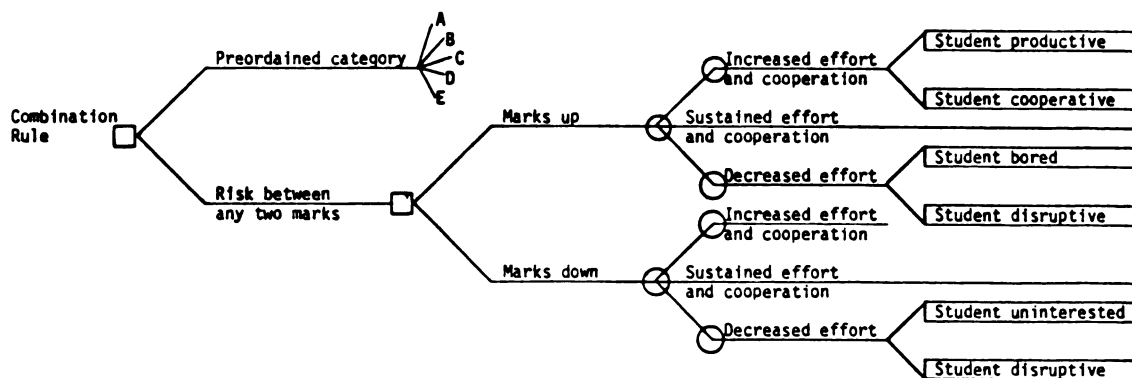 A
B
C
D
E
Preordained category
Combination
Rule
Risk between
any two marks
Marks up
Increased effort
and cooperation
Student productive
Student cooperative
Sustained effort
and cooperation
Decreased effort
Student bored
Student disruptive
Marks down
Increased effort
and cooperation
Sustained effort
and cooperation
Decreased effort
Student uninterested
Student disruptive